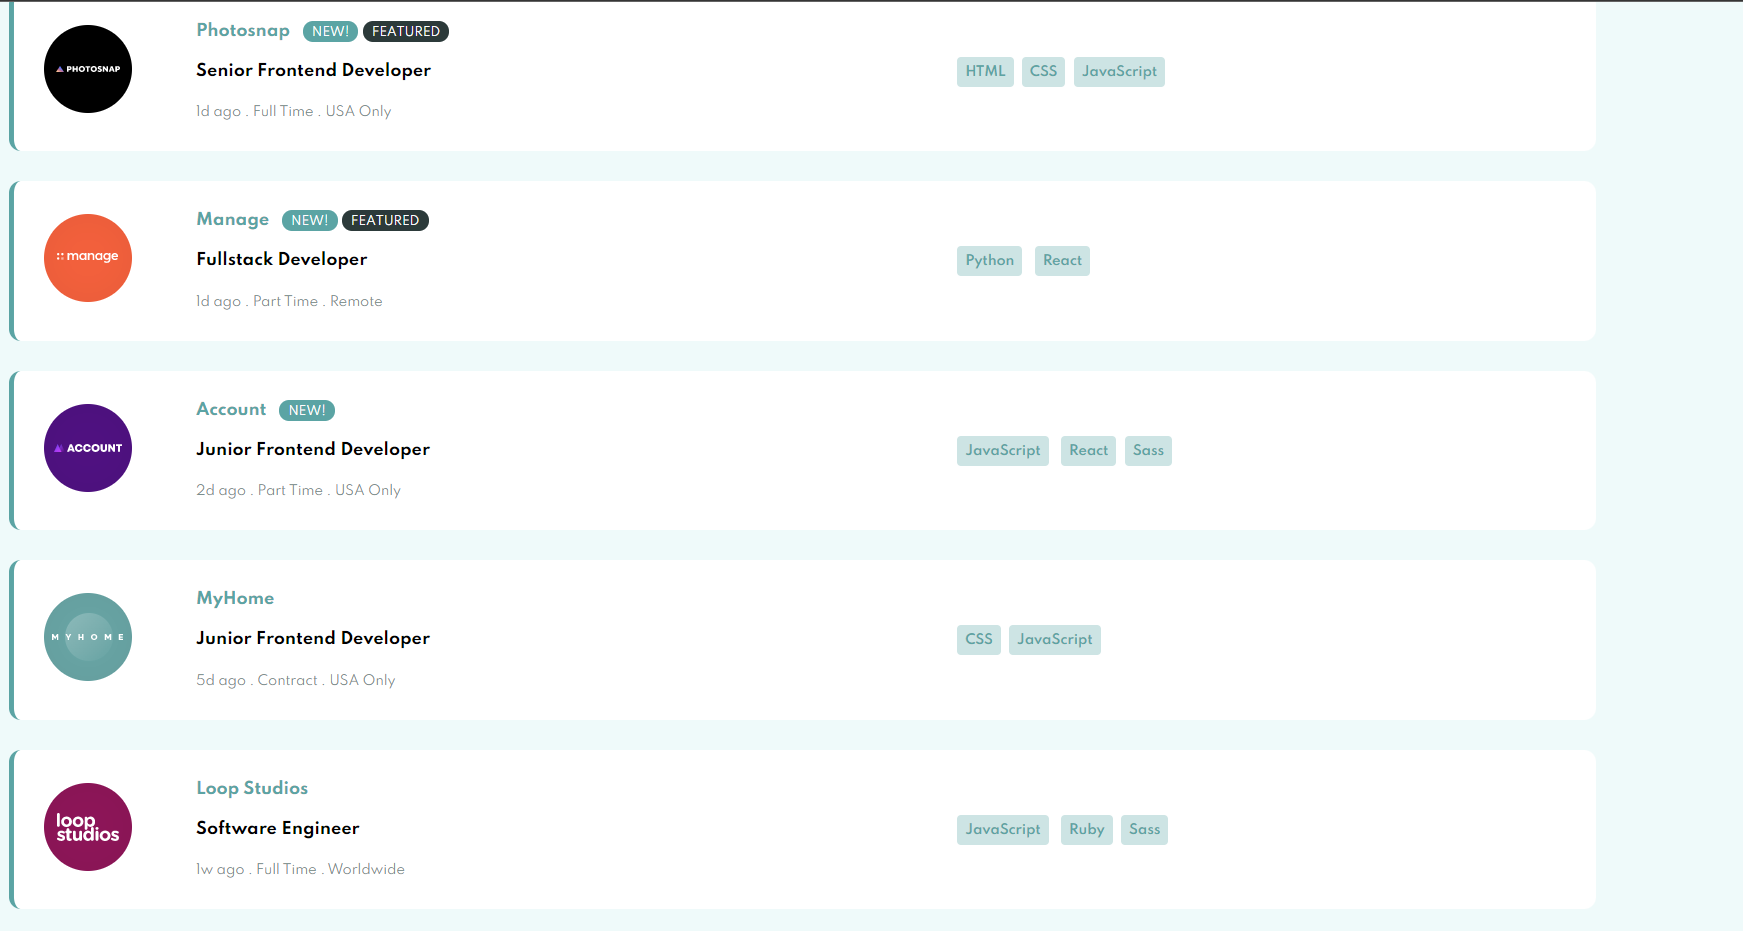 Photosnap NEW! FEATURED
PHOTOSNAP
Senior Frontend Developer
HTML CSS JavaScript
1d ago . Full Time . USA Only
Manage NEW! FEATURED
:: manage
Fullstack Developer
Python React
1d ago . Part Time . Remote
Account NEW!
ACCOUNT
Junior Frontend Developer
JavaScript React Sass
2d ago . Part Time . USA Only
MyHome
MYHOME
Junior Frontend Developer
CSS JavaScript
5d ago . Contract . USA Only
Loop Studios
loop
studios
Software Engineer
JavaScript Ruby Sass
1w ago . Full Time . Worldwide